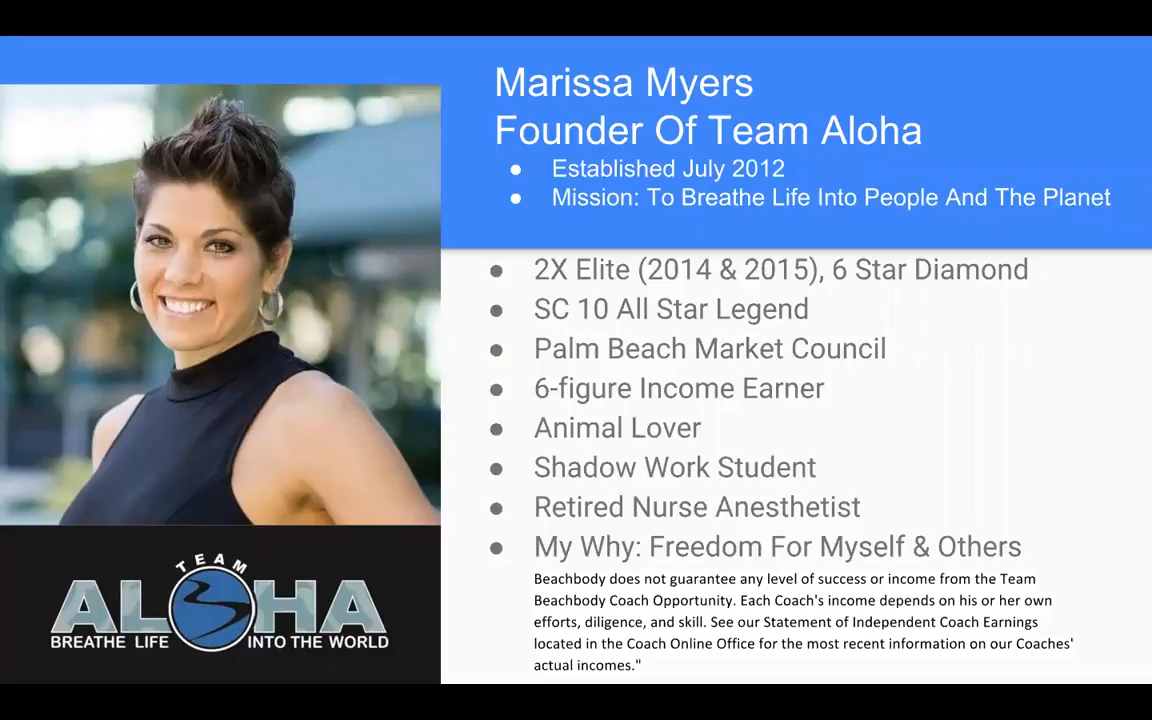 Marissa Myers
Founder Of Team Aloha
● Established July 2012
● Mission: To Breathe Life Into People And The Planet
● 2X Elite (2014 & 2015), 6 Star Diamond
● SC 10 All Star Legend
● Palm Beach Market Council
● 6-figure Income Earner
● Animal Lover
● Shadow Work Student
● Retired Nurse Anesthetist
● My Why: Freedom For Myself & Others
Beachbody does not guarantee any level of success or income from the Team
Beachbody Coach Opportunity. Each Coach's income depends on his or her own
efforts, diligence, and skill. See our Statement of Independent Coach Earnings
located in the Coach Online Office for the most recent information on our Coaches'
actual incomes."
TEAM
ALOHA
BREATHE LIFE INTO THE WORLD